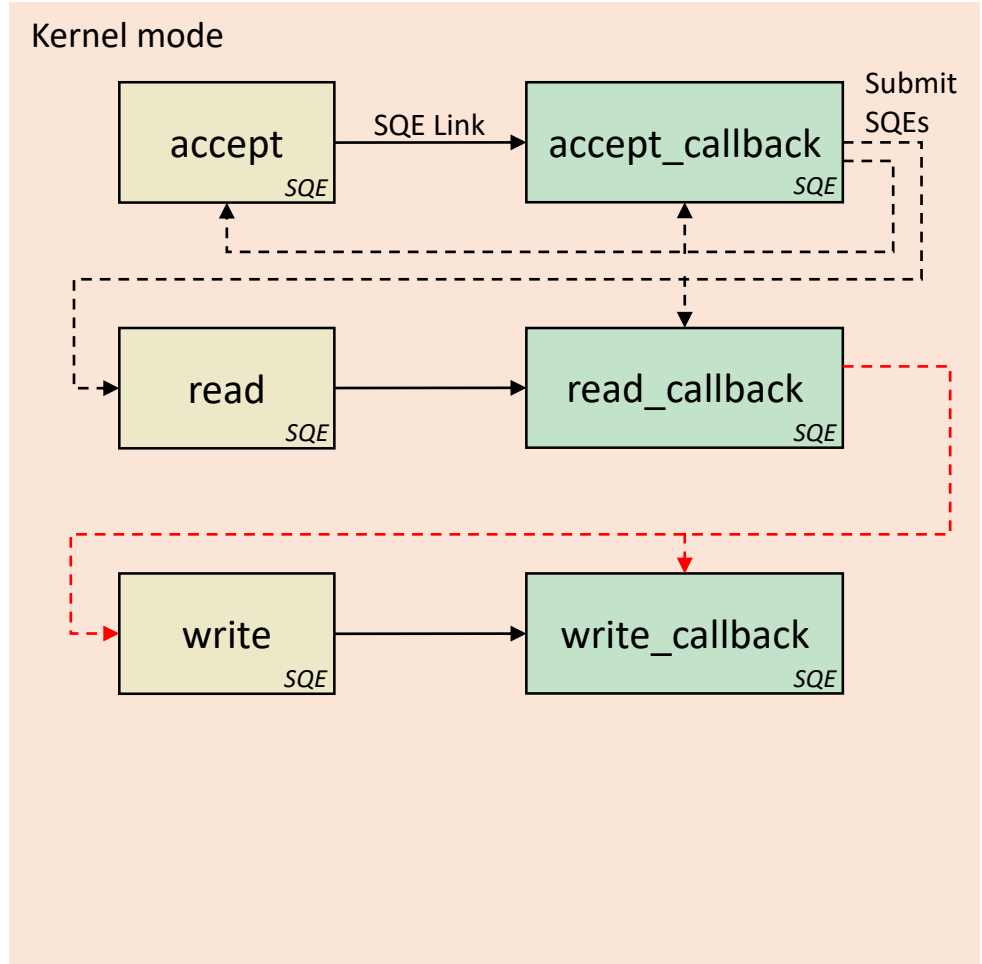 Kernel mode
accept
SQE
SQE Link
accept_callback
SQE
Submit
SQEs
read
SQE
read_callback
SQE
write
SQE
write_callback
SQE